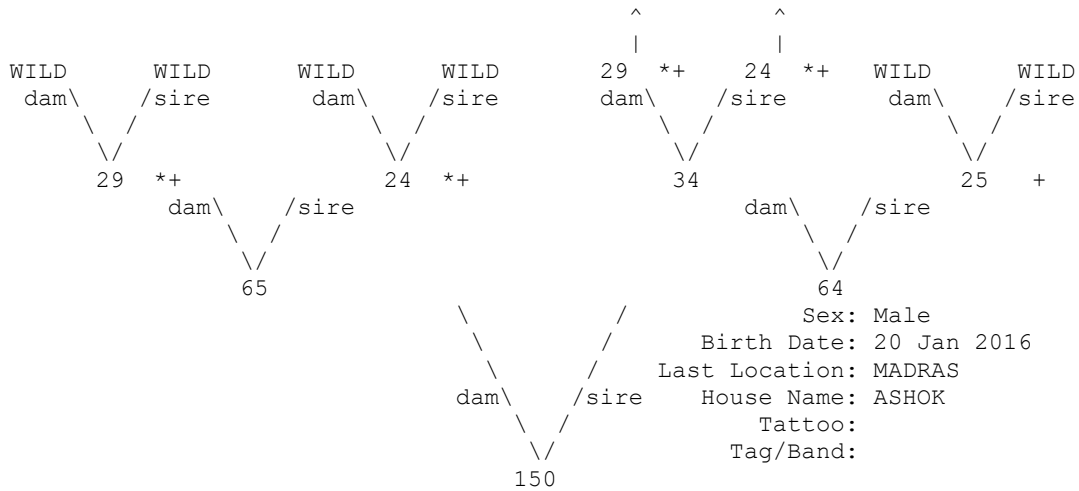 ^ ^
| |
WILD WILD WILD WILD 29 *+ 24 *+ WILD WILD
dam\ /sire dam\ /sire dam\ /sire dam\ /sire
\ / \ / \ / \ /
\/ \/ \/ \/
29 *+ 24 *+ 34 25 +
dam\ /sire dam\ /sire
\ / \ /
\/ \/
65 64
\ / Sex: Male
\ / Birth Date: 20 Jan 2016
\ / Last Location: MADRAS
dam\ /sire House Name: ASHOK
\ / Tattoo:
\/ Tag/Band:
150